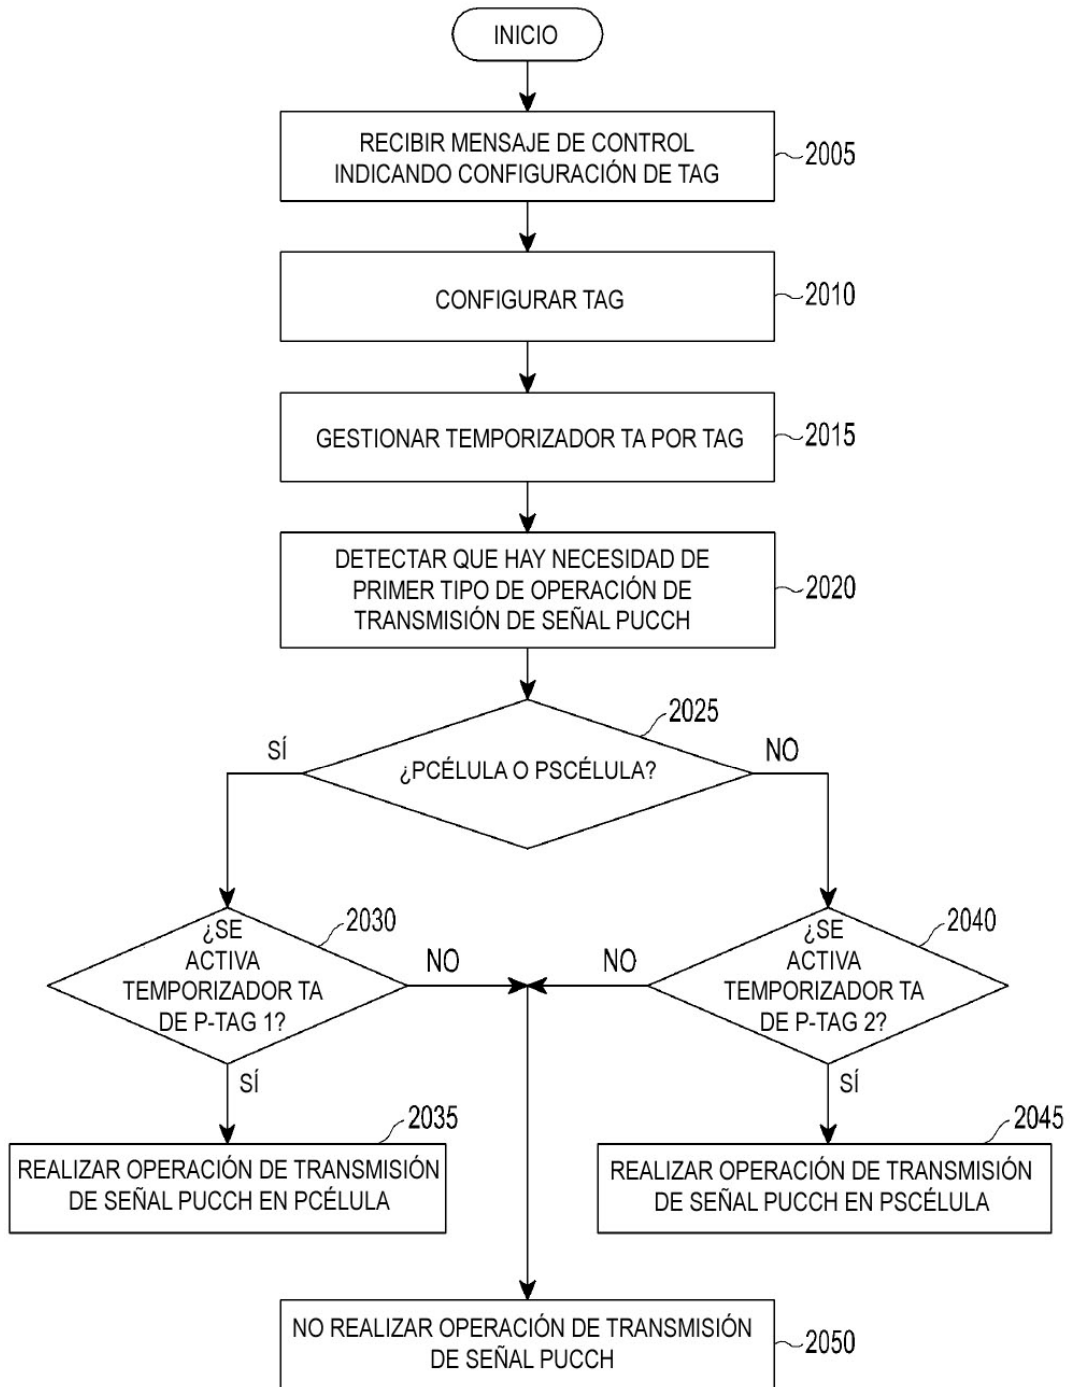 INICIO
RECIBIR MENSAJE DE CONTROL
INDICANDO CONFIGURACIÓN DE TAG
2005
CONFIGURAR TAG
2010
GESTIONAR TEMPORIZADOR TA POR TAG
2015
DETECTAR QUE HAY NECESIDAD DE
PRIMER TIPO DE OPERACIÓN DE
TRANSMISIÓN DE SEÑAL PUCCH
2020
2025
SÍ
¿PCÉLULA O PSCÉLULA?
NO
2030
¿SE
ACTIVA
TEMPORIZADOR TA
DE P-TAG 1?
NO
SÍ
2040
NO
¿SE
ACTIVA
TEMPORIZADOR TA
DE P-TAG 2?
SÍ
2035
REALIZAR OPERACIÓN DE TRANSMISIÓN
DE SEÑAL PUCCH EN PCÉLULA
2045
REALIZAR OPERACIÓN DE TRANSMISIÓN
DE SEÑAL PUCCH EN PSCÉLULA
NO REALIZAR OPERACIÓN DE TRANSMISIÓN
DE SEÑAL PUCCH
2050